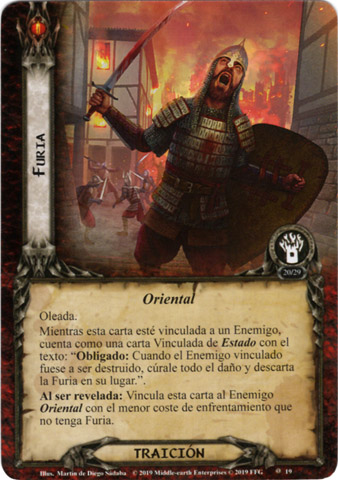 FURIA
20/29
Oriental
Oleada.
Mientras esta carta esté vinculada a un Enemigo,
cuenta como una carta Vinculada de Estado con el
texto: “Obligado: Cuando el Enemigo vinculado
fuese a ser destruido, cúrale todo el daño y descarta
la Furia en su lugar.”.
Al ser revelada: Vincula esta carta al Enemigo
Oriental con el menor coste de enfrentamiento que
no tenga Furia.
TRAICIÓN
Illus. Martín de Diego Sádaba © 2019 Middle-earth Enterprises © 2019 FFG 19